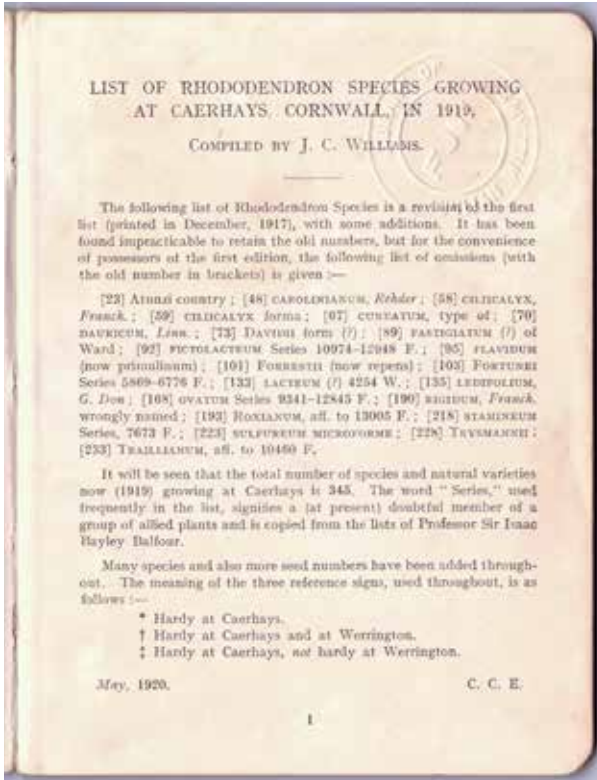 LIST OF RHODODENDRON SPECIES GROWING
AT CAERHAYS, CORNWALL, IN 1919.
COMPILED BY J. C. WILLIAMS.
The following list of Rhododendron Species is a revision of the first
list (printed in December, 1917), with some additions. It has been
found impracticable to retain the old numbers, but for the convenience
of possessors of the first edition, the following list of omissions (with
the old number in brackets) is given :—
[23] Atunzi country ; [48] CAROLINIANUM, Rehder ; [58] CILIICALYX,
Franch. ; [59] CILIICALYX forma ; [67] CUNEATUM, type of ; [70]
DAURICUM, Linn. ; [73] DAVIDII form (?) ; [89] FASTIGIATUM (?) of
Ward ; [92] FICTOLACTEUM Series 10974–12948 F. ; [95] FLAVIDUM
(now primulinum) ; [101] FORRESTII (now repens) ; [103] FORTUNEI
Series 5869–6776 F. ; [133] LACTEUM (?) 4254 W. ; [135] LEDIFOLIUM,
G. Don ; [168] OVATUM Series 9341–12845 F. ; [190] RIGIDUM, Franch.
wrongly named ; [193] ROXIANUM, aff. to 13005 F. ; [218] STAMINEUM
Series, 7673 F. ; [223] SULFUREUM MICROFORME ; [228] TEYSMANNII ;
[233] TRAILLIANUM, aff. to 10460 F.
It will be seen that the total number of species and natural varieties
now (1919) growing at Caerhays is 345. The word " Series," used
frequently in the list, signifies a (at present) doubtful member of a
group of allied plants and is copied from the lists of Professor Sir Isaac
Bayley Balfour.
Many species and also more seed numbers have been added through-
out. The meaning of the three reference signs, used throughout, is as
follows :—
* Hardy at Caerhays.
† Hardy at Caerhays and at Werrington.
‡ Hardy at Caerhays, not hardy at Werrington.
May, 1920. C. C. E.
1